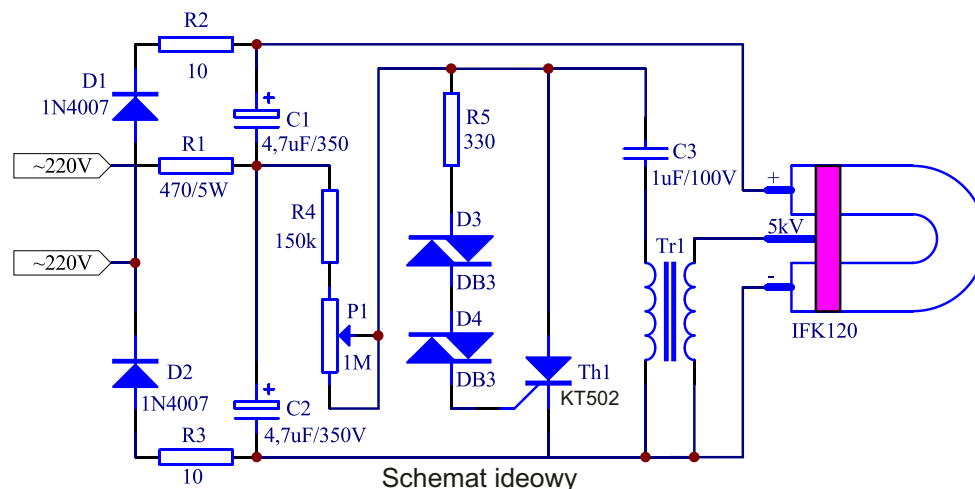 R2
10
D1
1N4007
C1
4,7uF/350
R1
470/5W
~220V
~220V
R4
150k
P1
1M
R5
330
D3
DB3
D4
DB3
C3
1uF/100V
Tr1
Th1
KT502
+
5kV
-
IFK120
D2
1N4007
+
+
C2
4,7uF/350V
R3
10
Schemat ideowy